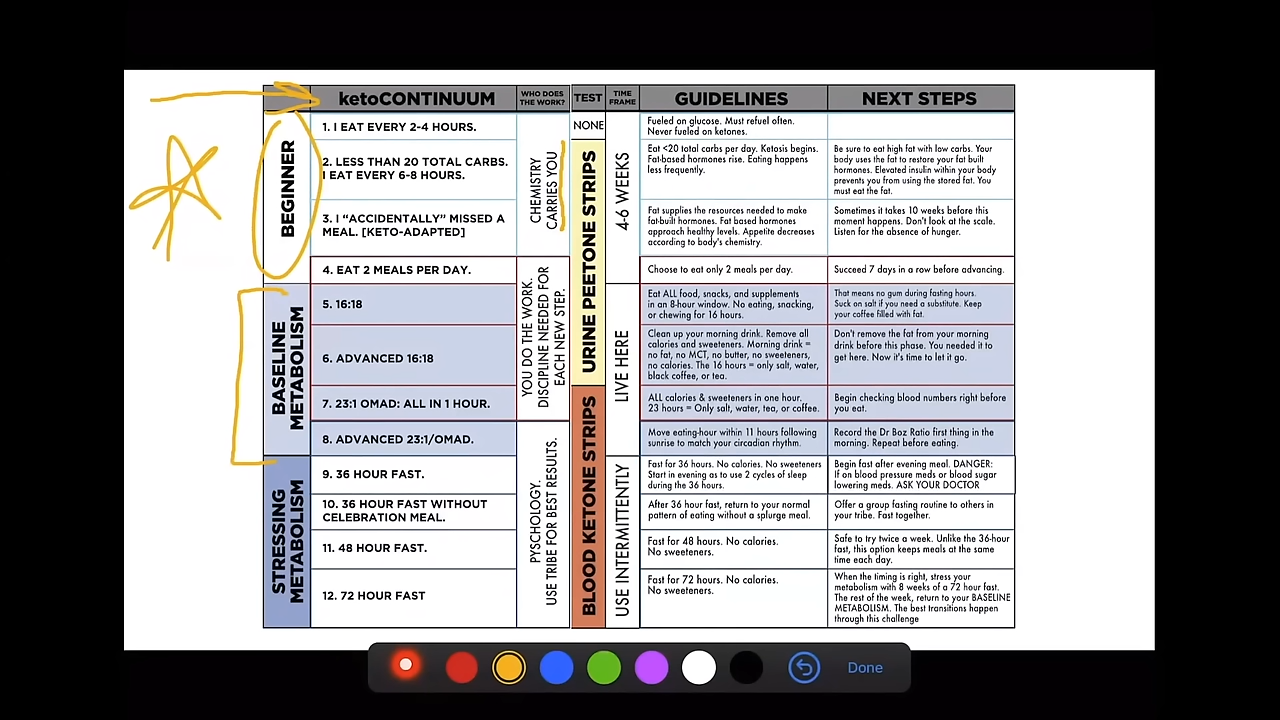 ketoCONTINUUM
WHO DOES
THE WORK?
TEST
TIME
FRAME
GUIDELINES
NEXT STEPS
BEGINNER
1. I EAT EVERY 2-4 HOURS.
CHEMISTRY
CARRIES YOU
NONE
4-6 WEEKS
Fueled on glucose. Must refuel often.
Never fueled on ketones.
2. LESS THAN 20 TOTAL CARBS.
I EAT EVERY 6-8 HOURS.
URINE PEETONE STRIPS
Eat <20 total carbs per day. Ketosis begins.
Fat-based hormones rise. Eating happens
less frequently.
Be sure to eat high fat with low carbs. Your
body uses the fat to restore your fat built
hormones. Elevated insulin within your body
prevents you from using the stored fat. You
must eat the fat.
3. I “ACCIDENTALLY” MISSED A
MEAL. [KETO-ADAPTED]
Fat supplies the resources needed to make
fat-built hormones. Fat based hormones
approach healthy levels. Appetite decreases
according to body's chemistry.
Sometimes it takes 10 weeks before this
moment happens. Don't look at the scale.
Listen for the absence of hunger.
4. EAT 2 MEALS PER DAY.
YOU DO THE WORK.
DISCIPLINE NEEDED FOR
EACH NEW STEP.
Choose to eat only 2 meals per day.
Succeed 7 days in a row before advancing.
BASELINE
METABOLISM
5. 16:18
LIVE HERE
Eat ALL food, snacks, and supplements
in an 8-hour window. No eating, snacking,
or chewing for 16 hours.
That means no gum during fasting hours.
Suck on salt if you need a substitute. Keep
your coffee filled with fat.
6. ADVANCED 16:18
Clean up your morning drink. Remove all
calories and sweeteners. Morning drink =
no fat, no MCT, no butter, no sweeteners,
no calories. The 16 hours = only salt, water,
black coffee, or tea.
Don't remove the fat from your morning
drink before this phase. You needed it to
get here. Now it's time to let it go.
7. 23:1 OMAD: ALL IN 1 HOUR.
BLOOD KETONE STRIPS
ALL calories & sweeteners in one hour.
23 hours = Only salt, water, tea, or coffee.
Begin checking blood numbers right before
you eat.
8. ADVANCED 23:1/OMAD.
PYSCHOLOGY.
USE TRIBE FOR BEST RESULTS.
Move eating-hour within 11 hours following
sunrise to match your circadian rhythm.
Record the Dr Boz Ratio first thing in the
morning. Repeat before eating.
STRESSING
METABOLISM
9. 36 HOUR FAST.
USE INTERMITTENTLY
Fast for 36 hours. No calories. No sweeteners
Start in evening as to use 2 cycles of sleep
during the 36 hours.
Begin fast after evening meal. DANGER:
If on blood pressure meds or blood sugar
lowering meds. ASK YOUR DOCTOR
10. 36 HOUR FAST WITHOUT
CELEBRATION MEAL.
After 36 hour fast, return to your normal
pattern of eating without a splurge meal.
Offer a group fasting routine to others in
your tribe. Fast together.
11. 48 HOUR FAST.
Fast for 48 hours. No calories.
No sweeteners.
Safe to try twice a week. Unlike the 36-hour
fast, this option keeps meals at the same
time each day.
12. 72 HOUR FAST
Fast for 72 hours. No calories.
No sweeteners.
When the timing is right, stress your
metabolism with 8 weeks of a 72 hour fast.
The rest of the week, return to your BASELINE
METABOLISM. The best transitions happen
through this challenge
Done